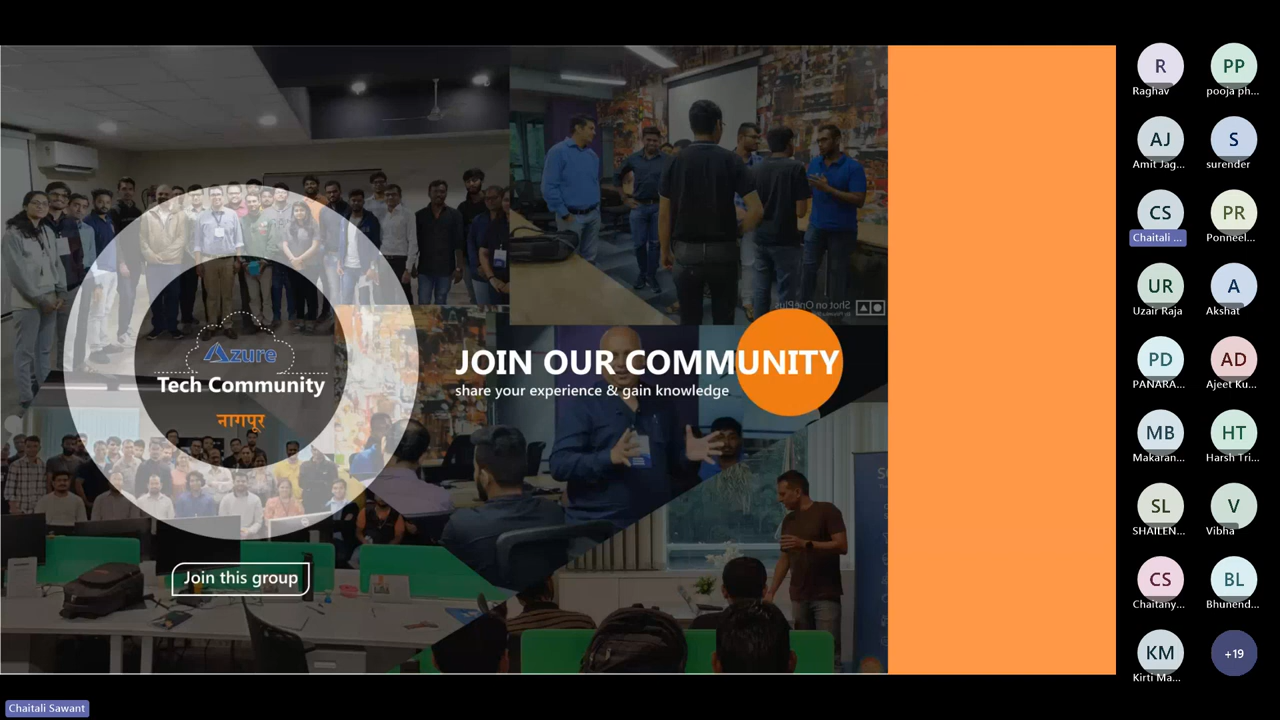 Azure
Tech Community
नागपूर
Join this group
JOIN OUR COMMUNITY
share your experience & gain knowledge
Shot on OnePlus
R
Raghav
PP
pooja ph...
AJ
Amit Jag...
S
surender
CS
Chaitali ...
PR
Ponneel...
UR
Uzair Raja
A
Akshat
PD
PANARA...
AD
Ajeet Ku...
MB
Makaran...
HT
Harsh Tri...
SL
SHAILEN...
V
Vibha
CS
Chaitany...
BL
Bhunend...
KM
Kirti Ma...
+19
Chaitali Sawant